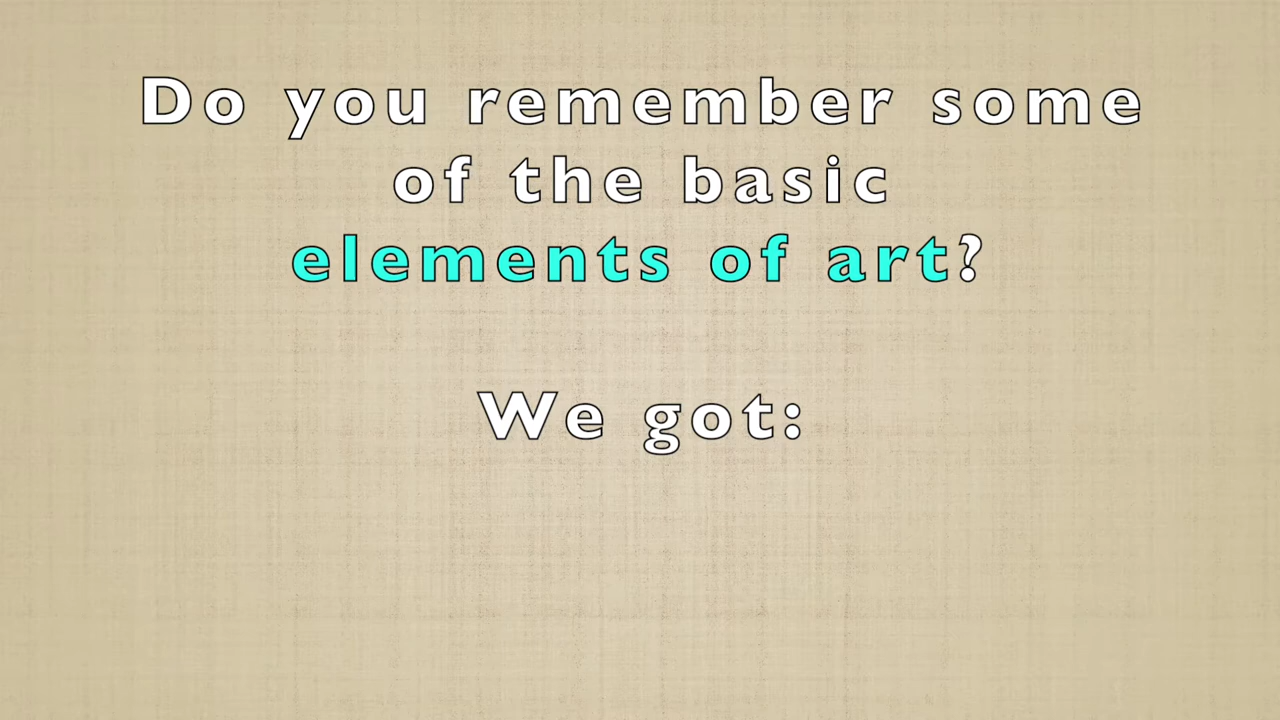 Do you remember some
of the basic
elements of art?
We got: